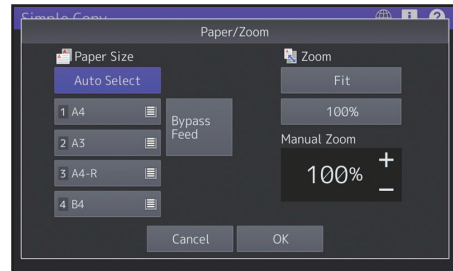 Simple Copy
Paper/Zoom
Paper Size
Auto Select
1 A4
2 A3
3 A4-R
4 B4
Bypass
Feed
Zoom
Fit
100%
Manual Zoom
100%
+
−
Cancel
OK